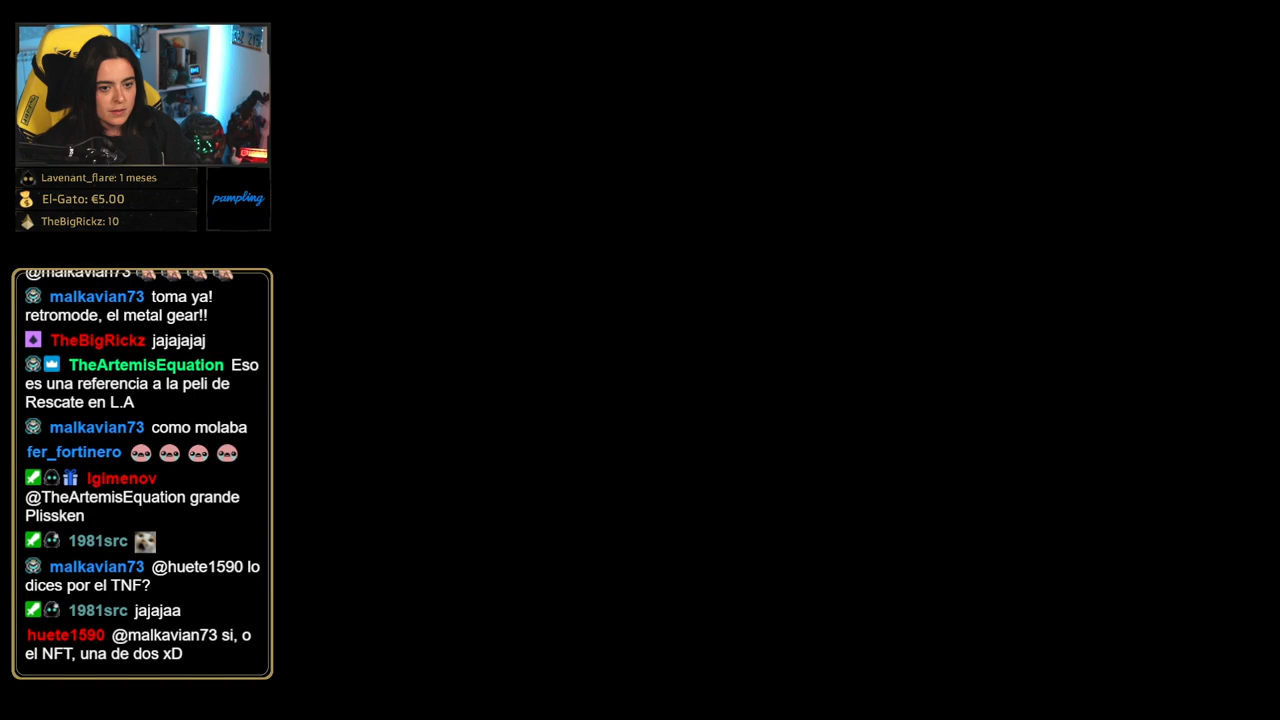 Lavenant_flare: 1 meses
El-Gato: €5.00
TheBigRickz: 10
pampling
@malkavian73
malkavian73 toma ya!
retromode, el metal gear!!
TheBigRickz jajajajaj
TheArtemisEquation Eso
es una referencia a la peli de
Rescate en L.A
malkavian73 como molaba
fer_fortinero
Igimenov
@TheArtemisEquation grande
Plissken
1981src
malkavian73 @huete1590 lo
dices por el TNF?
1981src jajajaa
huete1590 @malkavian73 si, o
el NFT, una de dos xD